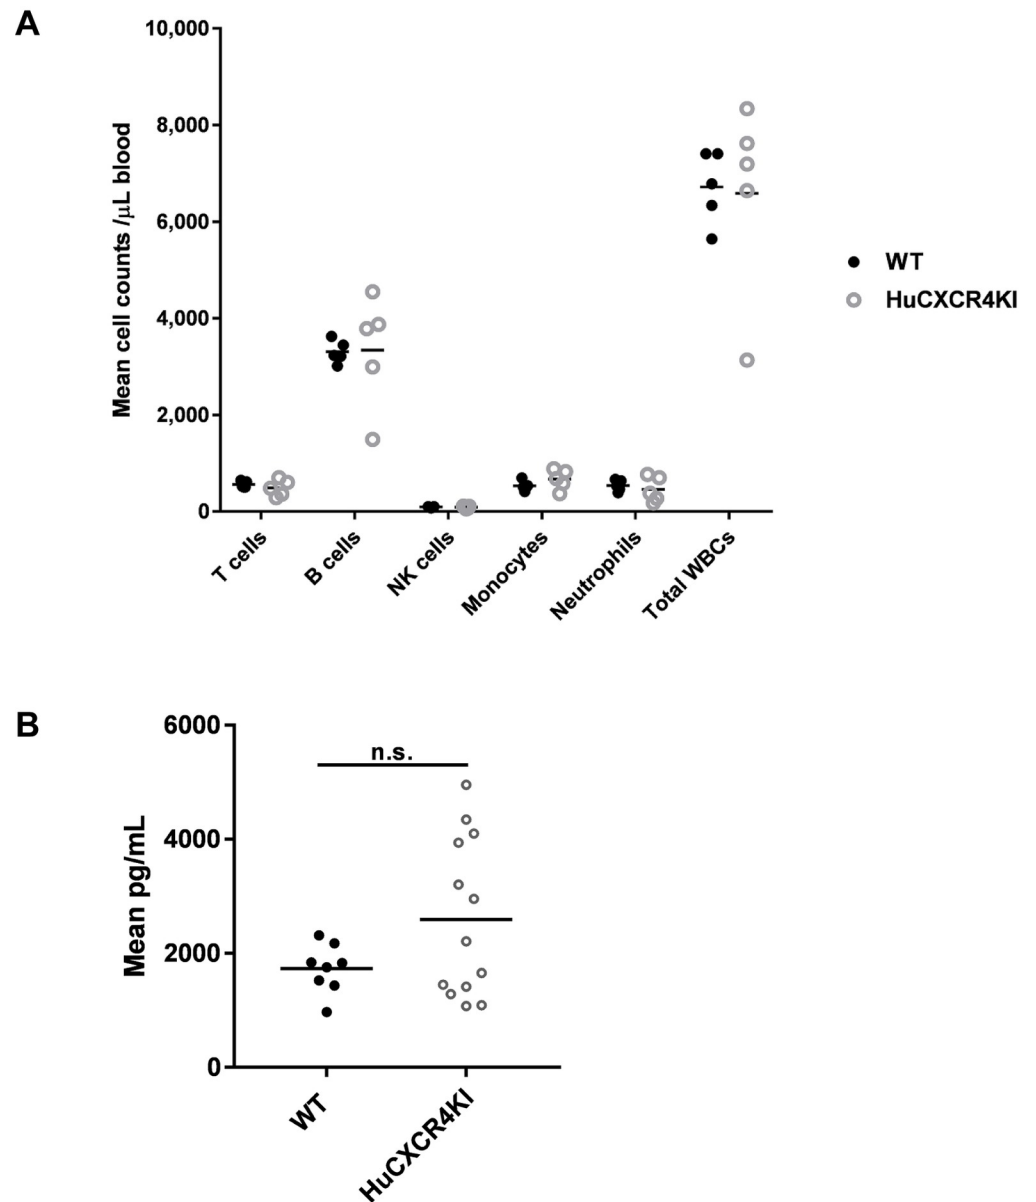 A
10,000
8,000
6,000
4,000
2,000
0
Mean cell counts /μL blood
T cells
B cells
NK cells
Monocytes
Neutrophils
Total WBCs
WT
HuCXCR4KI
B
6000
4000
2000
0
Mean pg/mL
n.s.
WT
HuCXCR4KI